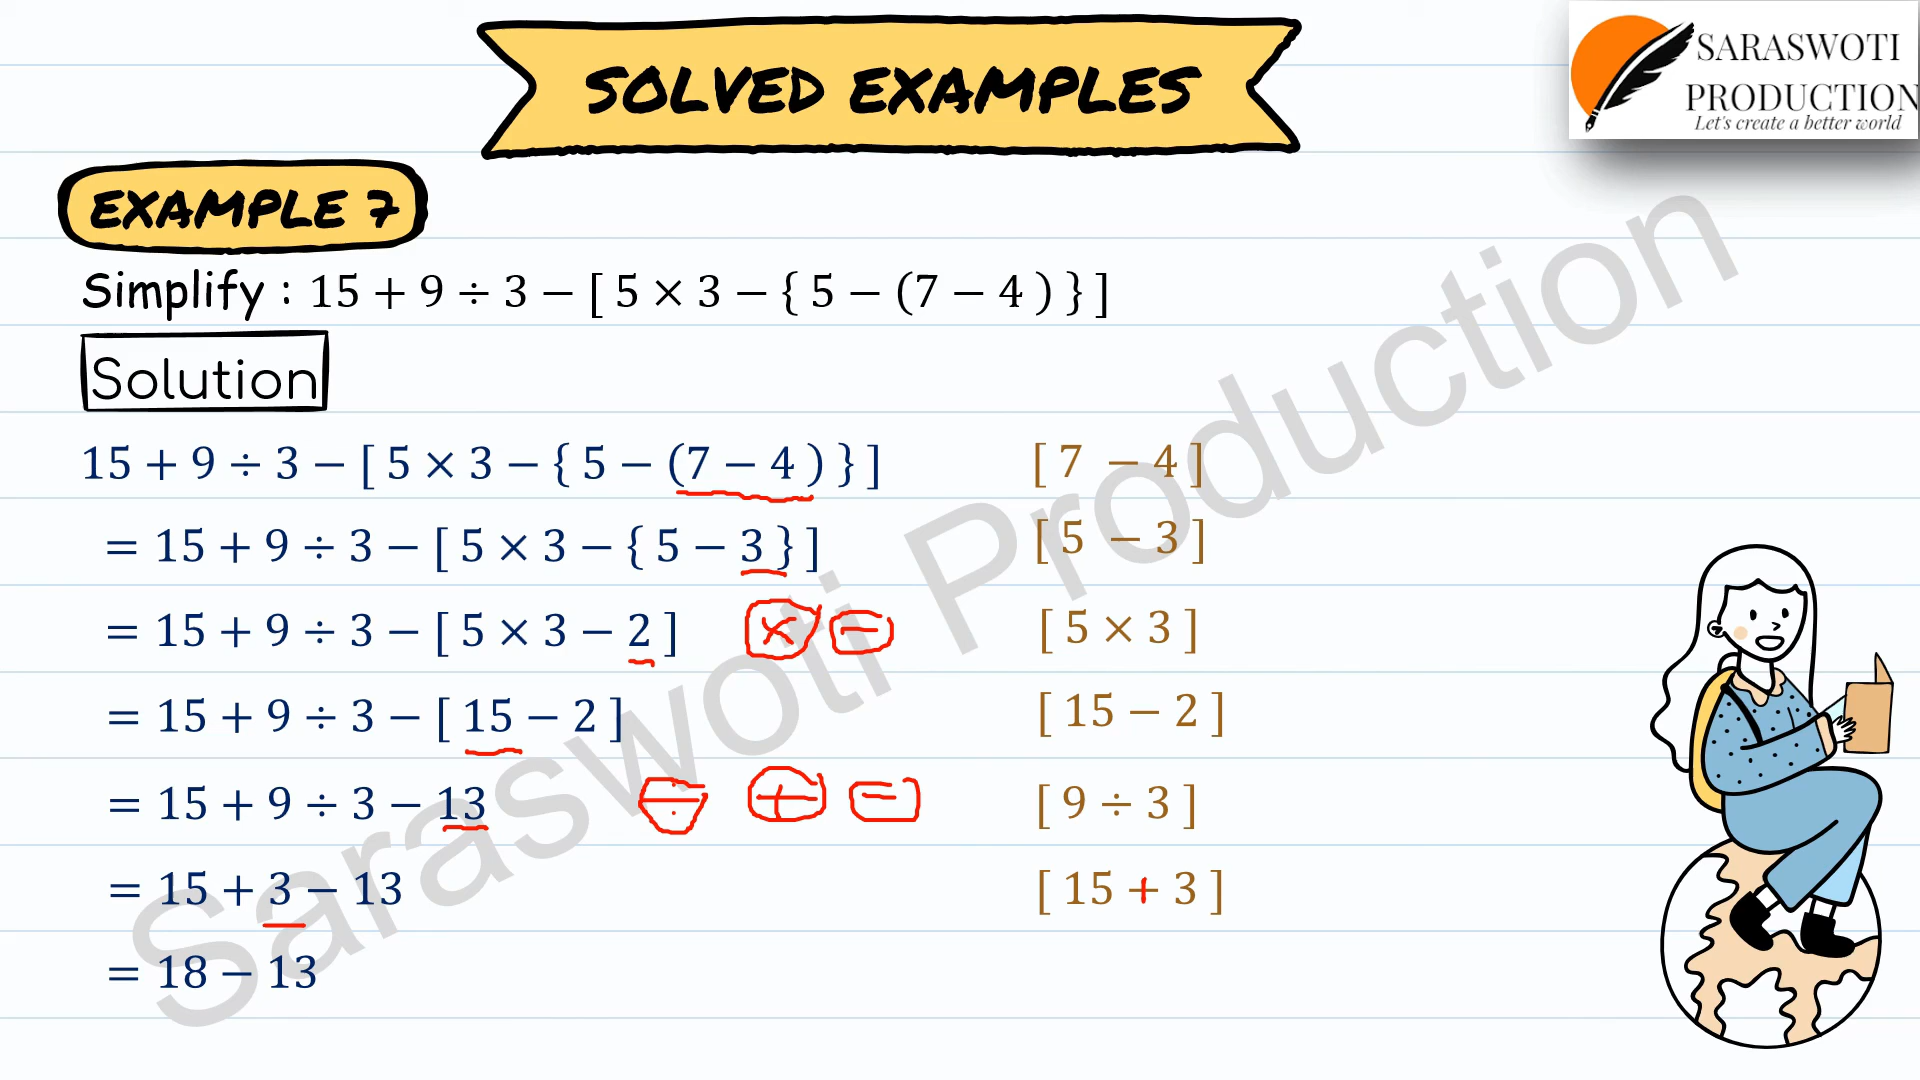 SOLVED EXAMPLES
SARASWOTI
PRODUCTION
Let's create a better world
EXAMPLE 7
Simplify : 15 + 9 ÷ 3 − [ 5 × 3 − { 5 − (7 − 4 ) } ]
Solution
15 + 9 ÷ 3 − [ 5 × 3 − { 5 − (7 − 4 ) } ] [ 7 − 4 ]
= 15 + 9 ÷ 3 − [ 5 × 3 − { 5 − 3 } ] [ 5 − 3 ]
= 15 + 9 ÷ 3 − [ 5 × 3 − 2 ] × − [ 5 × 3 ]
= 15 + 9 ÷ 3 − [ 15 − 2 ] [ 15 − 2 ]
= 15 + 9 ÷ 3 − 13 ÷ + − [ 9 ÷ 3 ]
= 15 + 3 − 13 [ 15 + 3 ]
= 18 − 13
Saraswoti Production